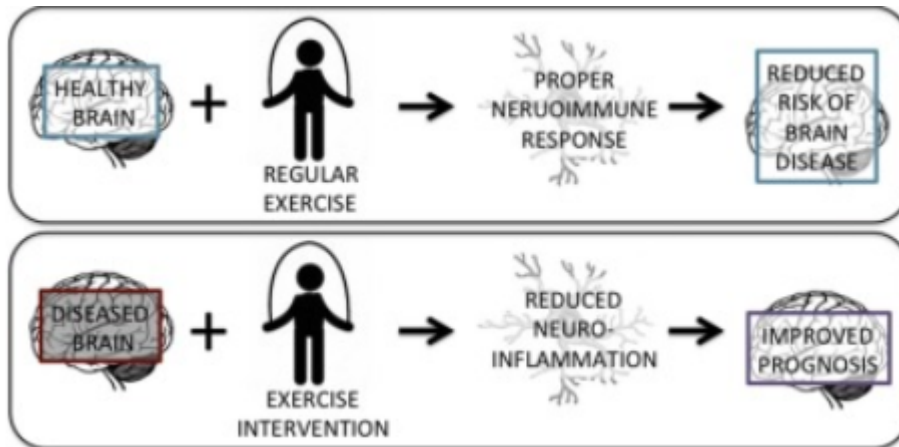 HEALTHY
BRAIN
+
REGULAR
EXERCISE
PROPER
NERUOIMMUNE
RESPONSE
REDUCED
RISK OF
BRAIN
DISEASE
DISEASED
BRAIN
+
EXERCISE
INTERVENTION
REDUCED
NEURO-
INFLAMMATION
IMPROVED
PROGNOSIS